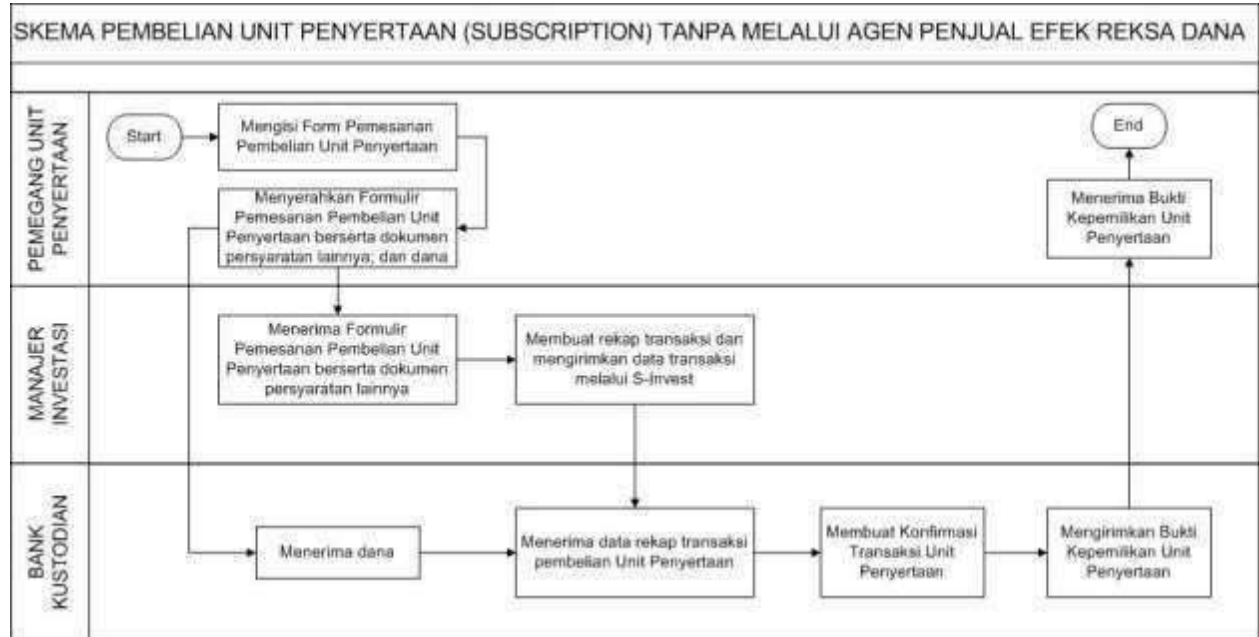 SKEMA PEMBELIAN UNIT PENYERTAAN (SUBSCRIPTION) TANPA MELALUI AGEN PENJUAL EFEK REKSA DANA
PEMEGANG UNIT
PENYERTAAN
Start
Mengisi Form Pemesanan
Pembelian Unit Penyertaan
Menyerahkan Formulir
Pemesanan Pembelian Unit
Penyertaan berserta dokumen
persyaratan lainnya; dan dana
End
Menerima Bukti
Kepemilikan Unit
Penyertaan
MANAJER
INVESTASI
Menerima Formulir
Pemesanan Pembelian Unit
Penyertaan berserta dokumen
persyaratan lainnya
Membuat rekap transaksi dan
mengirimkan data transaksi
melalui S-Invest
BANK
KUSTODIAN
Menerima dana
Menerima data rekap transaksi
pembelian Unit Penyertaan
Membuat Konfirmasi
Transaksi Unit
Penyertaan
Mengirimkan Bukti
Kepemilikan Unit
Penyertaan